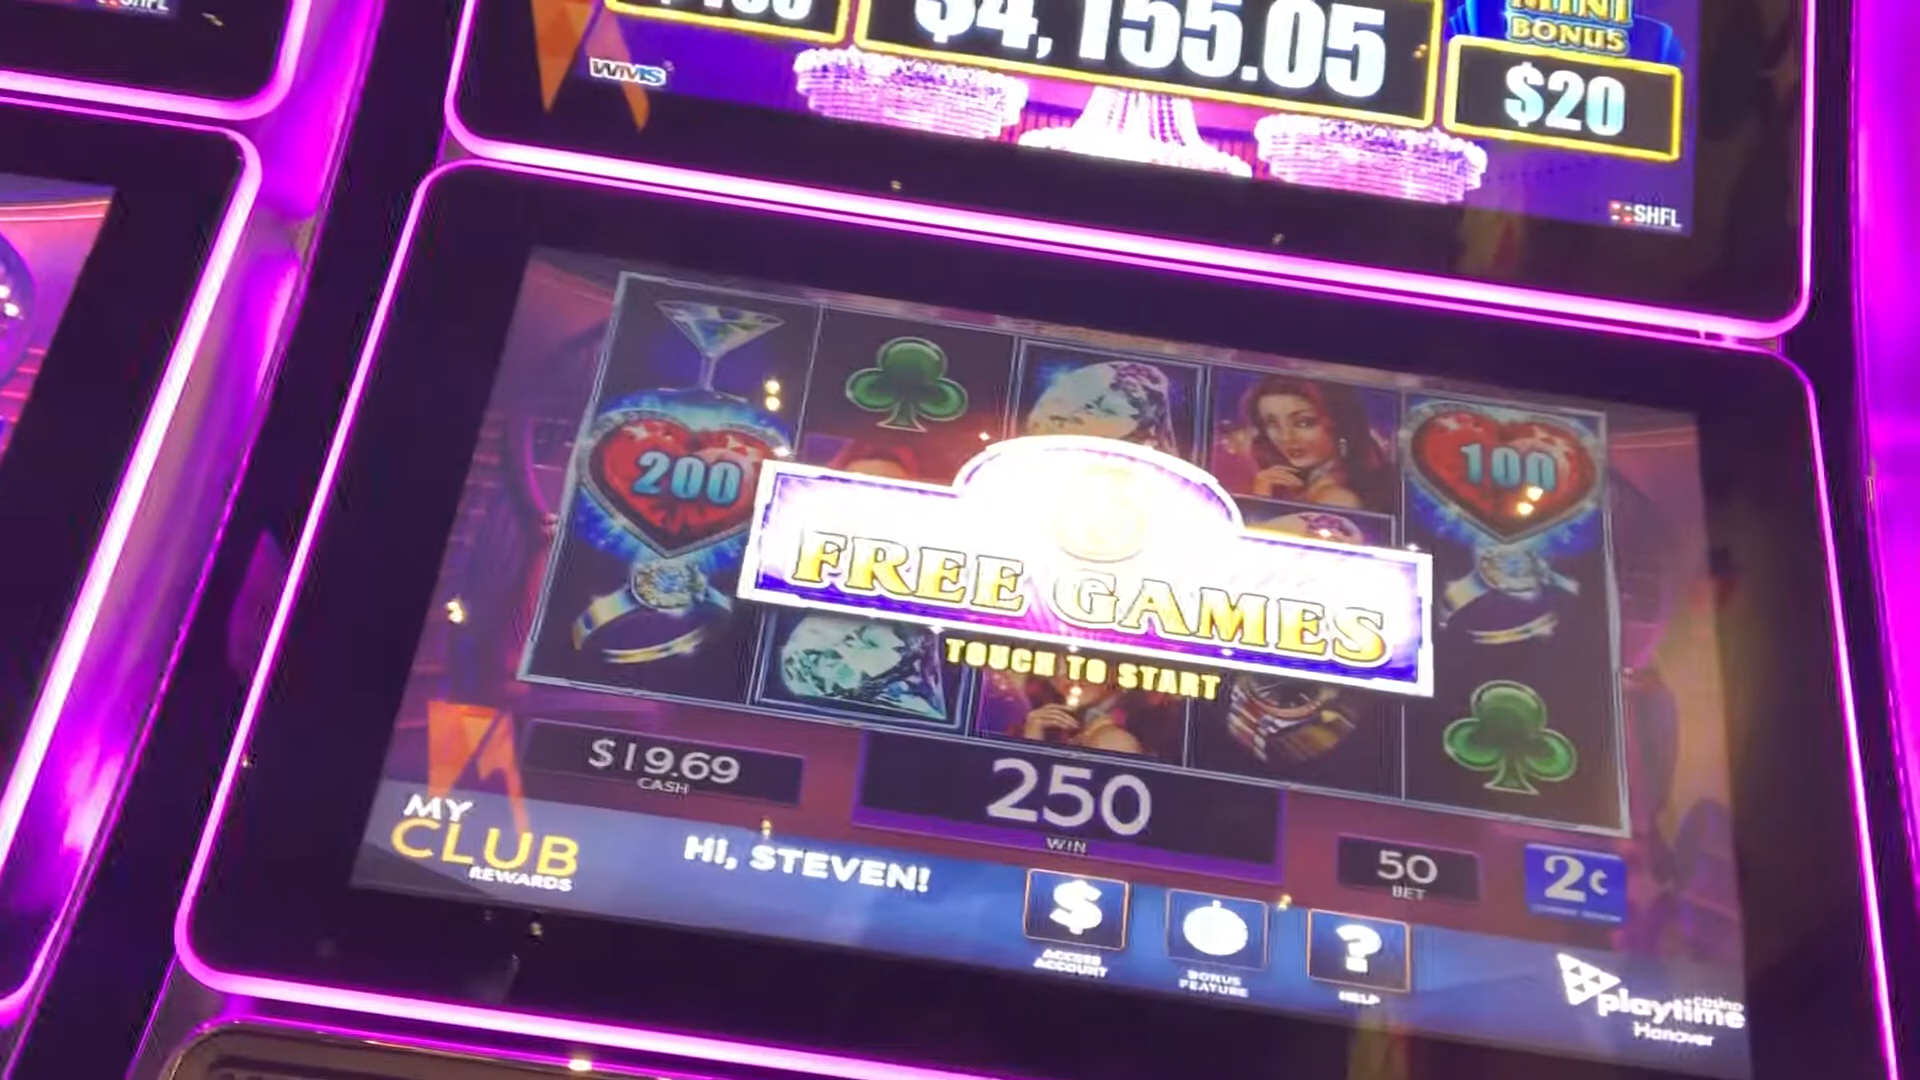 $4,155.05
MINI
BONUS
$20
WMS
SHFL
200
100
FREE GAMES
TOUCH TO START
$19.69
CASH
250
WIN
50
BET
2¢
MY
CLUB
REWARDS
HI, STEVEN!
ACCESS
ACCOUNT
BONUS
FEATURE
?
HELP
casino
playtime
Hanover